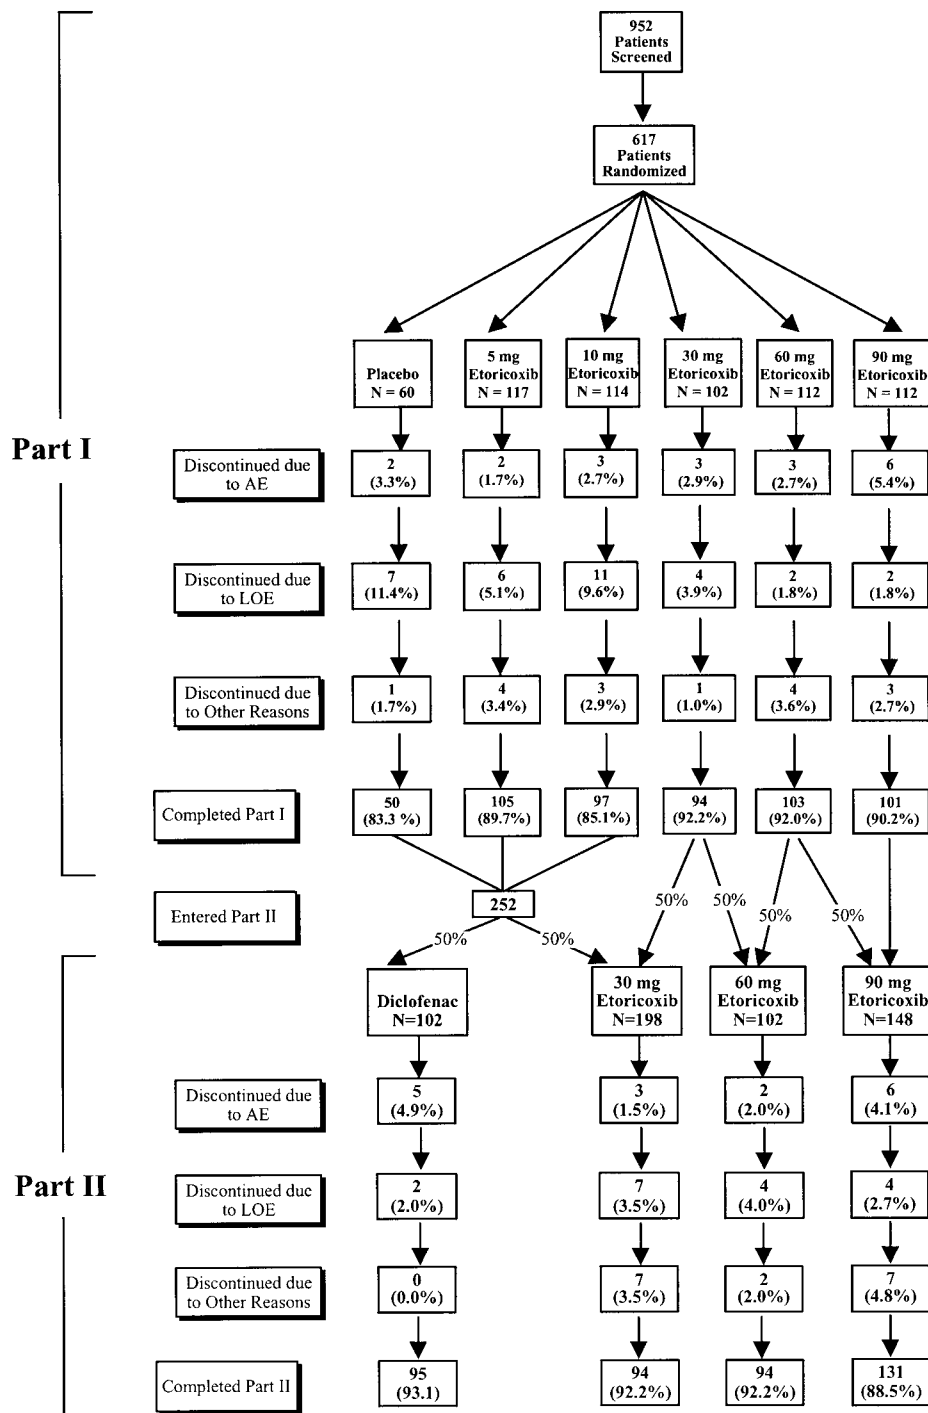 952
Patients
Screened
617
Patients
Randomized
Part I
Placebo
N = 60
5 mg
Etoricoxib
N = 117
10 mg
Etoricoxib
N = 114
30 mg
Etoricoxib
N = 102
60 mg
Etoricoxib
N = 112
90 mg
Etoricoxib
N = 112
Discontinued due
to AE
2
(3.3%)
2
(1.7%)
3
(2.7%)
3
(2.9%)
3
(2.7%)
6
(5.4%)
Discontinued due
to LOE
7
(11.4%)
6
(5.1%)
11
(9.6%)
4
(3.9%)
2
(1.8%)
2
(1.8%)
Discontinued due
to Other Reasons
1
(1.7%)
4
(3.4%)
3
(2.9%)
1
(1.0%)
4
(3.6%)
3
(2.7%)
Completed Part I
50
(83.3 %)
105
(89.7%)
97
(85.1%)
94
(92.2%)
103
(92.0%)
101
(90.2%)
Entered Part II
252
50%
50%
50%
50%
50%
50%
Part II
Diclofenac
N=102
30 mg
Etoricoxib
N=198
60 mg
Etoricoxib
N=102
90 mg
Etoricoxib
N=148
Discontinued due
to AE
5
(4.9%)
3
(1.5%)
2
(2.0%)
6
(4.1%)
Discontinued due
to LOE
2
(2.0%)
7
(3.5%)
4
(4.0%)
4
(2.7%)
Discontinued due
to Other Reasons
0
(0.0%)
7
(3.5%)
2
(2.0%)
7
(4.8%)
Completed Part II
95
(93.1)
94
(92.2%)
94
(92.2%)
131
(88.5%)